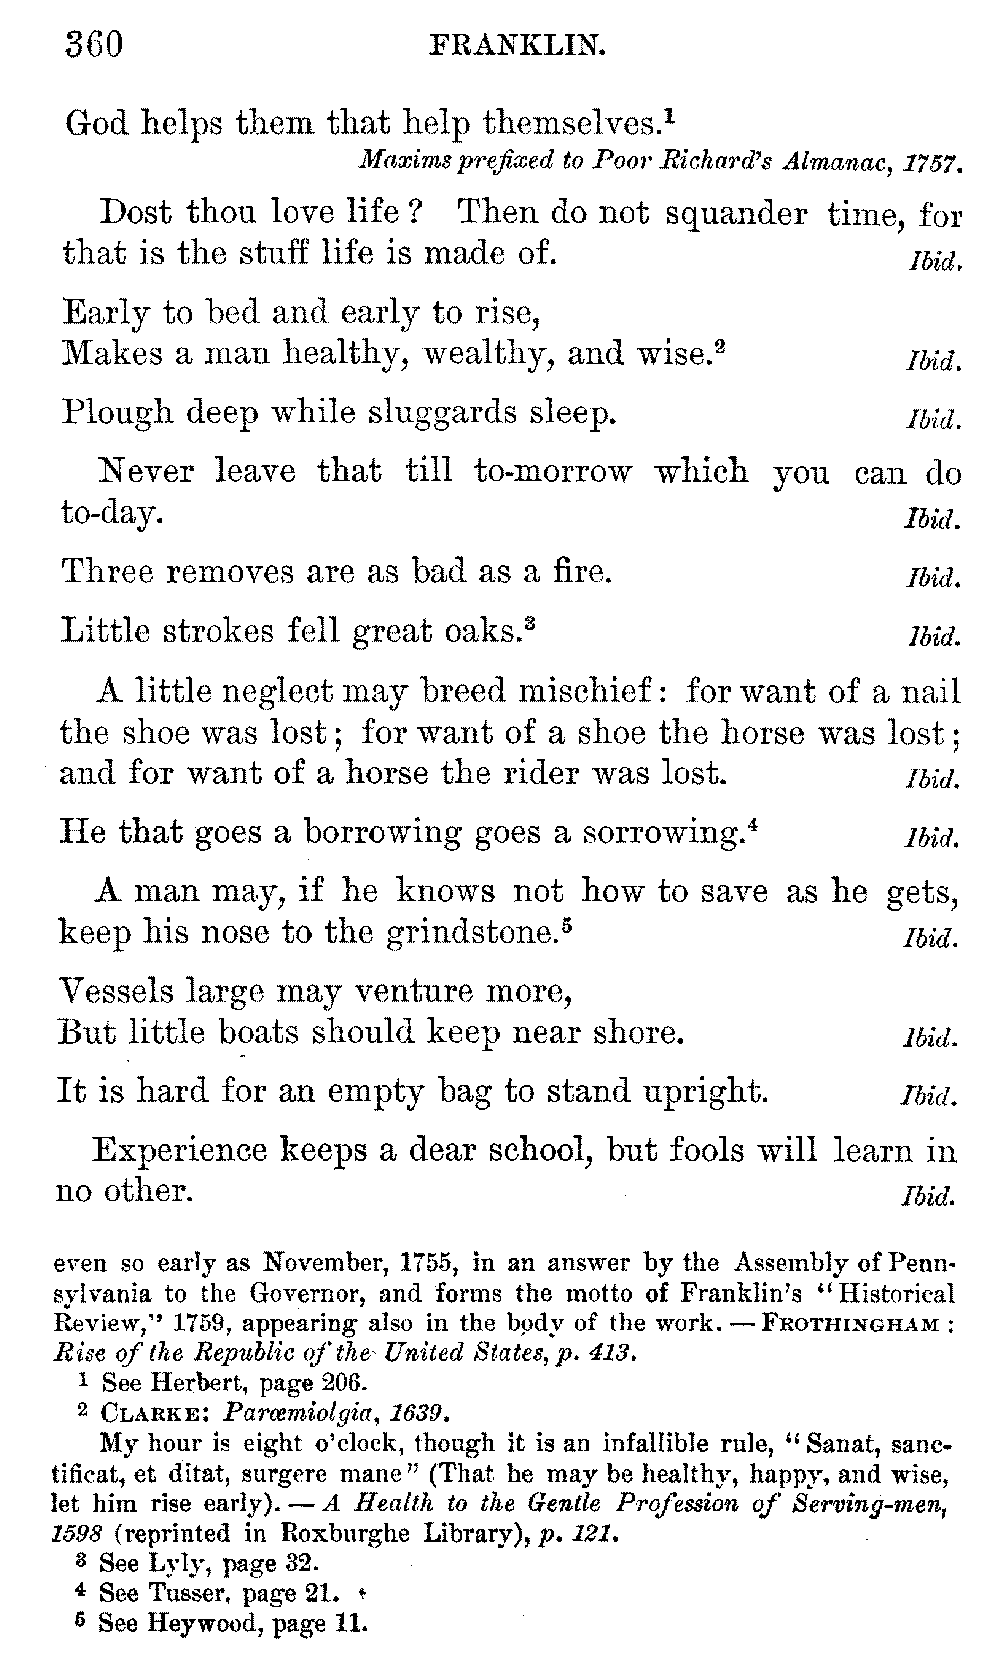 360 FRANKLIN.
God helps them that help themselves.¹
Maxims prefixed to Poor Richard's Almanac, 1757.
Dost thou love life? Then do not squander time, for
that is the stuff life is made of. Ibid.
Early to bed and early to rise,
Makes a man healthy, wealthy, and wise.² Ibid.
Plough deep while sluggards sleep. Ibid.
Never leave that till to-morrow which you can do
to-day. Ibid.
Three removes are as bad as a fire. Ibid.
Little strokes fell great oaks.³ Ibid.
A little neglect may breed mischief: for want of a nail
the shoe was lost; for want of a shoe the horse was lost;
and for want of a horse the rider was lost. Ibid.
He that goes a borrowing goes a sorrowing.⁴ Ibid.
A man may, if he knows not how to save as he gets,
keep his nose to the grindstone.⁵ Ibid.
Vessels large may venture more,
But little boats should keep near shore. Ibid.
It is hard for an empty bag to stand upright. Ibid.
Experience keeps a dear school, but fools will learn in
no other. Ibid.
even so early as November, 1755, in an answer by the Assembly of Penn-
sylvania to the Governor, and forms the motto of Franklin's "Historical
Review," 1759, appearing also in the body of the work. — FROTHINGHAM:
Rise of the Republic of the United States, p. 413.
1 See Herbert, page 206.
2 CLARKE: Parœmiolgia, 1639.
My hour is eight o'clock, though it is an infallible rule, "Sanat, sanc-
tificat, et ditat, surgere mane" (That he may be healthy, happy, and wise,
let him rise early). — A Health to the Gentle Profession of Serving-men,
1598 (reprinted in Roxburghe Library), p. 121.
3 See Lyly, page 32.
4 See Tusser, page 21.
5 See Heywood, page 11.